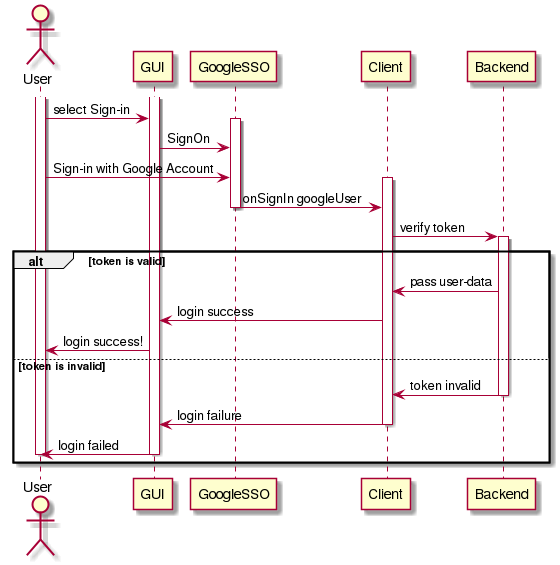 User
GUI
GoogleSSO
Client
Backend
select Sign-in
SignOn
Sign-in with Google Account
onSignIn googleUser
verify token
alt [token is valid]
pass user-data
login success
login success!
[token is invalid]
token invalid
login failure
login failed
User
GUI
GoogleSSO
Client
Backend